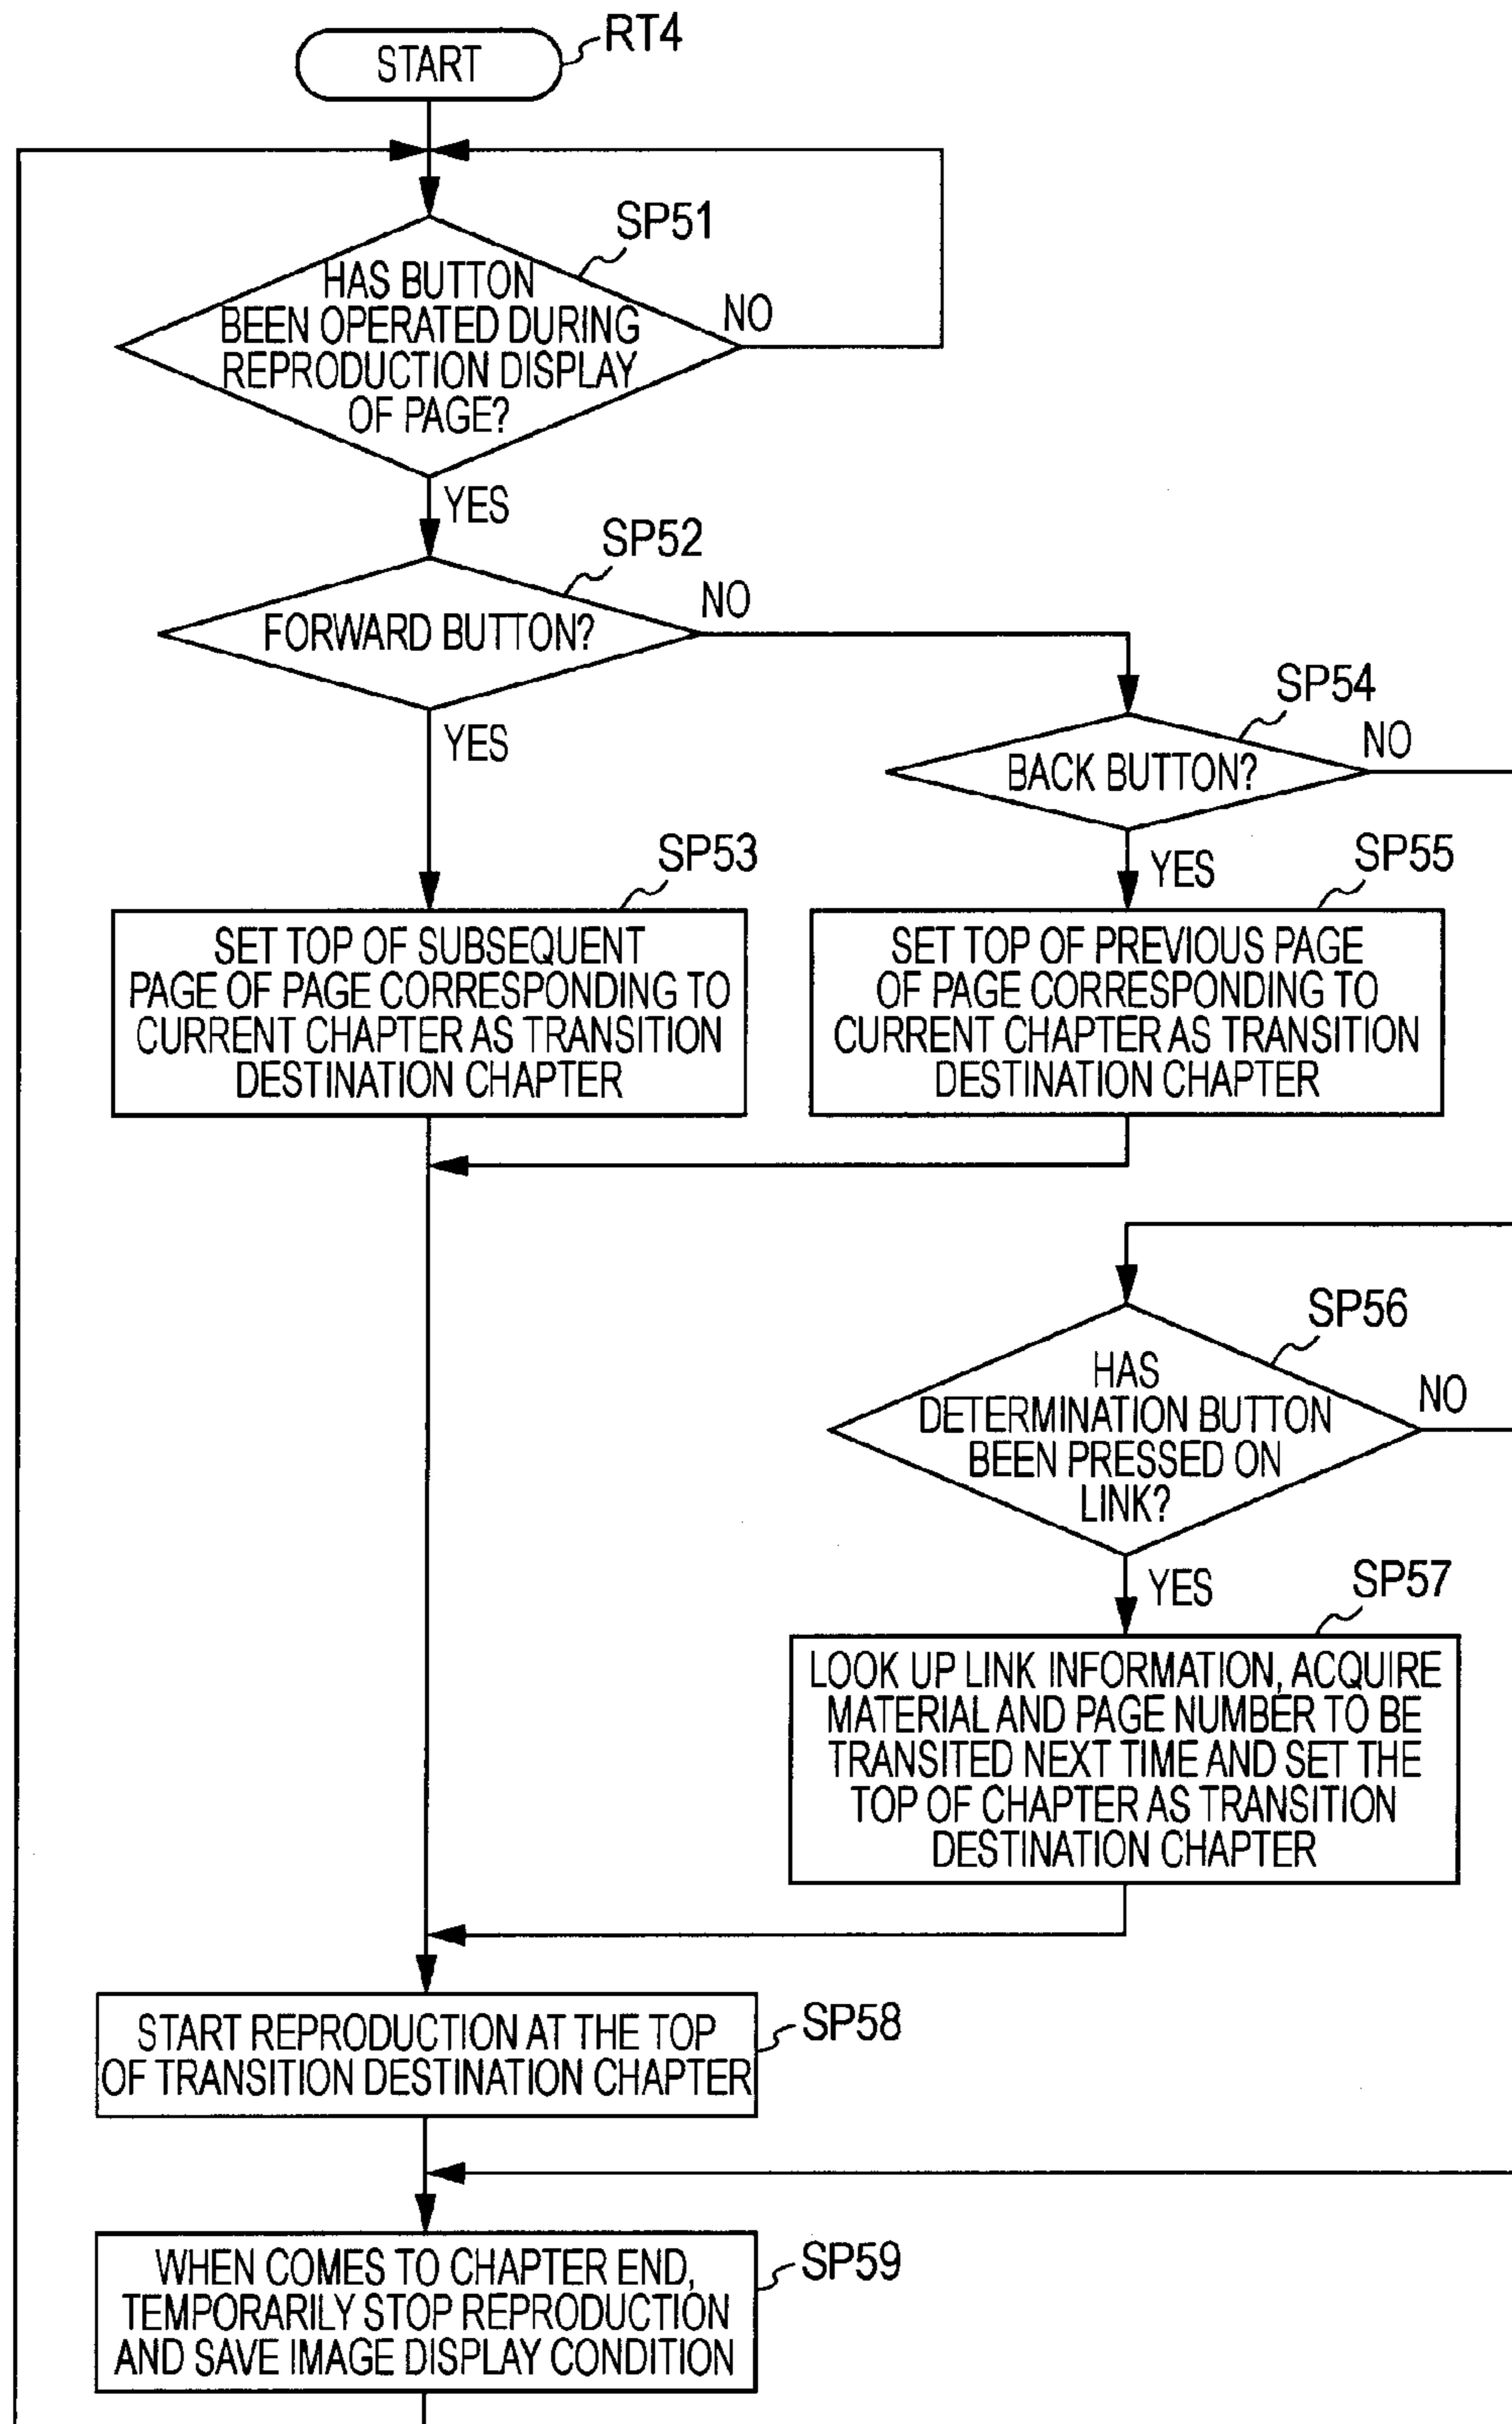 START
RT4
SP51
HAS BUTTON
BEEN OPERATED DURING
REPRODUCTION DISPLAY
OF PAGE?
NO
YES
SP52
FORWARD BUTTON?
NO
YES
SP54
BACK BUTTON?
NO
YES
SP53
SET TOP OF SUBSEQUENT
PAGE OF PAGE CORRESPONDING TO
CURRENT CHAPTER AS TRANSITION
DESTINATION CHAPTER
SP55
SET TOP OF PREVIOUS PAGE
OF PAGE CORRESPONDING TO
CURRENT CHAPTER AS TRANSITION
DESTINATION CHAPTER
SP56
HAS
DETERMINATION BUTTON
BEEN PRESSED ON
LINK?
NO
YES
SP57
LOOK UP LINK INFORMATION, ACQUIRE
MATERIAL AND PAGE NUMBER TO BE
TRANSITED NEXT TIME AND SET THE
TOP OF CHAPTER AS TRANSITION
DESTINATION CHAPTER
START REPRODUCTION AT THE TOP
OF TRANSITION DESTINATION CHAPTER
SP58
WHEN COMES TO CHAPTER END,
TEMPORARILY STOP REPRODUCTION
AND SAVE IMAGE DISPLAY CONDITION
SP59